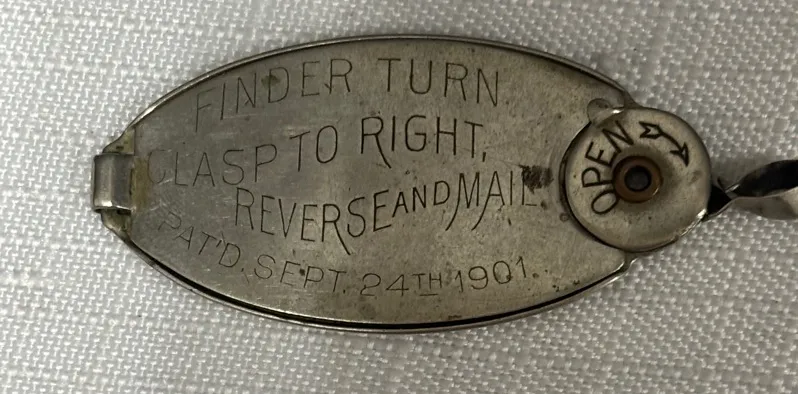 FINDER TURN
CLASP TO RIGHT,
REVERSE AND MAIL.
PAT'D. SEPT. 24TH 1901.
OPEN